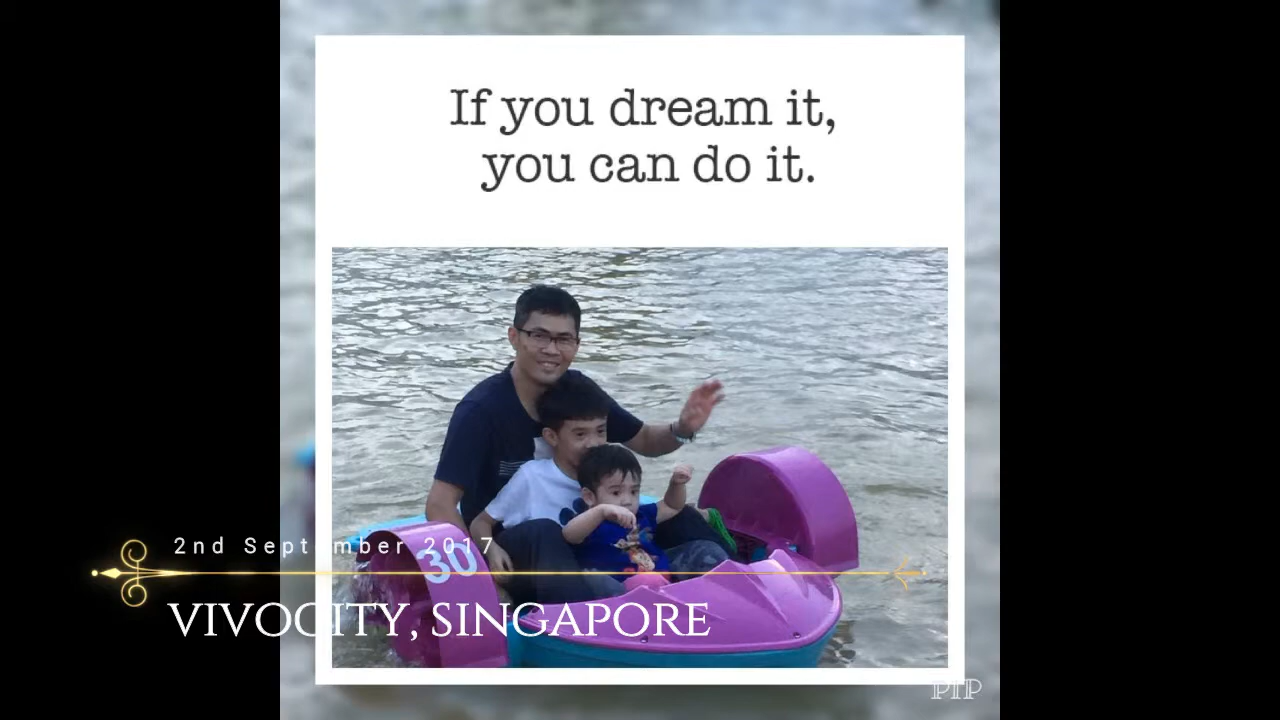 If you dream it,
you can do it.
30
2nd September 2017
VIVOCITY, SINGAPORE
PIP